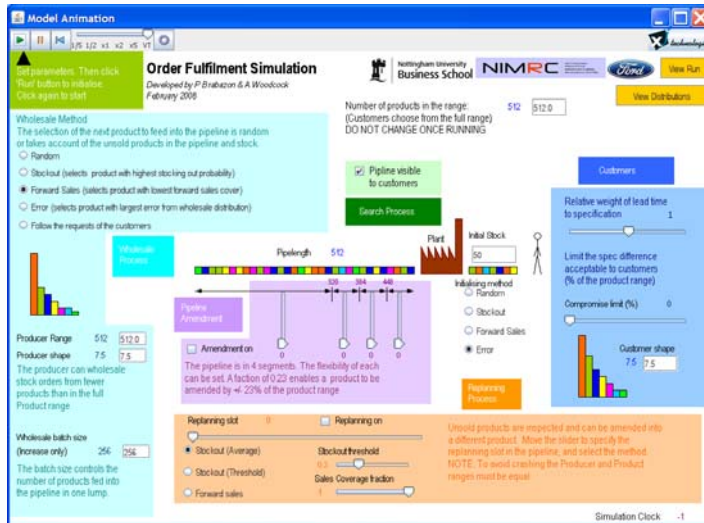 Model Animation
1/5 1/2 x1 x2 x5 VT
technologies
Set parameters. Then click
'Run' button to initialise.
Click again to start
Order Fulfilment Simulation
Developed by P Brabazon & A Woodcock
February 2008
Nottingham University
Business School
NIMRC
Ford
View Run
View Distributions
Number of products in the range: 512 512.0
(Customers choose from the full range)
DO NOT CHANGE ONCE RUNNING
Wholesale Method
The selection of the next product to feed into the pipeline is random
or takes account of the unsold products in the pipeline and stock.
Random
Stockout (selects product with highest stocking out probability)
Forward Sales (selects product with lowest forward sales cover)
Error (selects product with largest error from wholesale distribution)
Follow the requests of the customers
Pipline visible
to customers
Search Process
Customers
Relative weight of lead time
to specification 1
Limit the spec difference
acceptable to customers
(% of the product range)
Compromise limit (%) 0
Customer shape
7.5 7.5
Wholesale
Process
Pipelength 512
Plant
Initial Stock
50
Initialising method
Random
Stockout
Forward Sales
Error
320 384 448
Pipeline
Amendment
Amendment on
0 0 0 0
The pipeline is in 4 segments. The flexibility of each
can be set. A faction of 0.23 enables a product to be
amended by +/- 23% of the product range
Producer Range 512 512.0
Producer shape 7.5 7.5
The producer can wholesale
stock orders from fewer
products than in the full
Product range
Wholesale batch size
(Increase only) 256 256
The batch size controls the
number of products fed into
the pipeline in one lump.
Replanning
Process
Replanning slot 0
Replanning on
Stockout (Average)
Stockout (Threshold)
Forward sales
Stockout threshold
0.3
Sales Coverage fraction
1
Unsold products are inspected and can be amended into
a different product. Move the slider to specify the
replanning slot in the pipeline, and select the method.
NOTE. To avoid crashing the Producer and Product
ranges must be equal
Simulation Clock -1